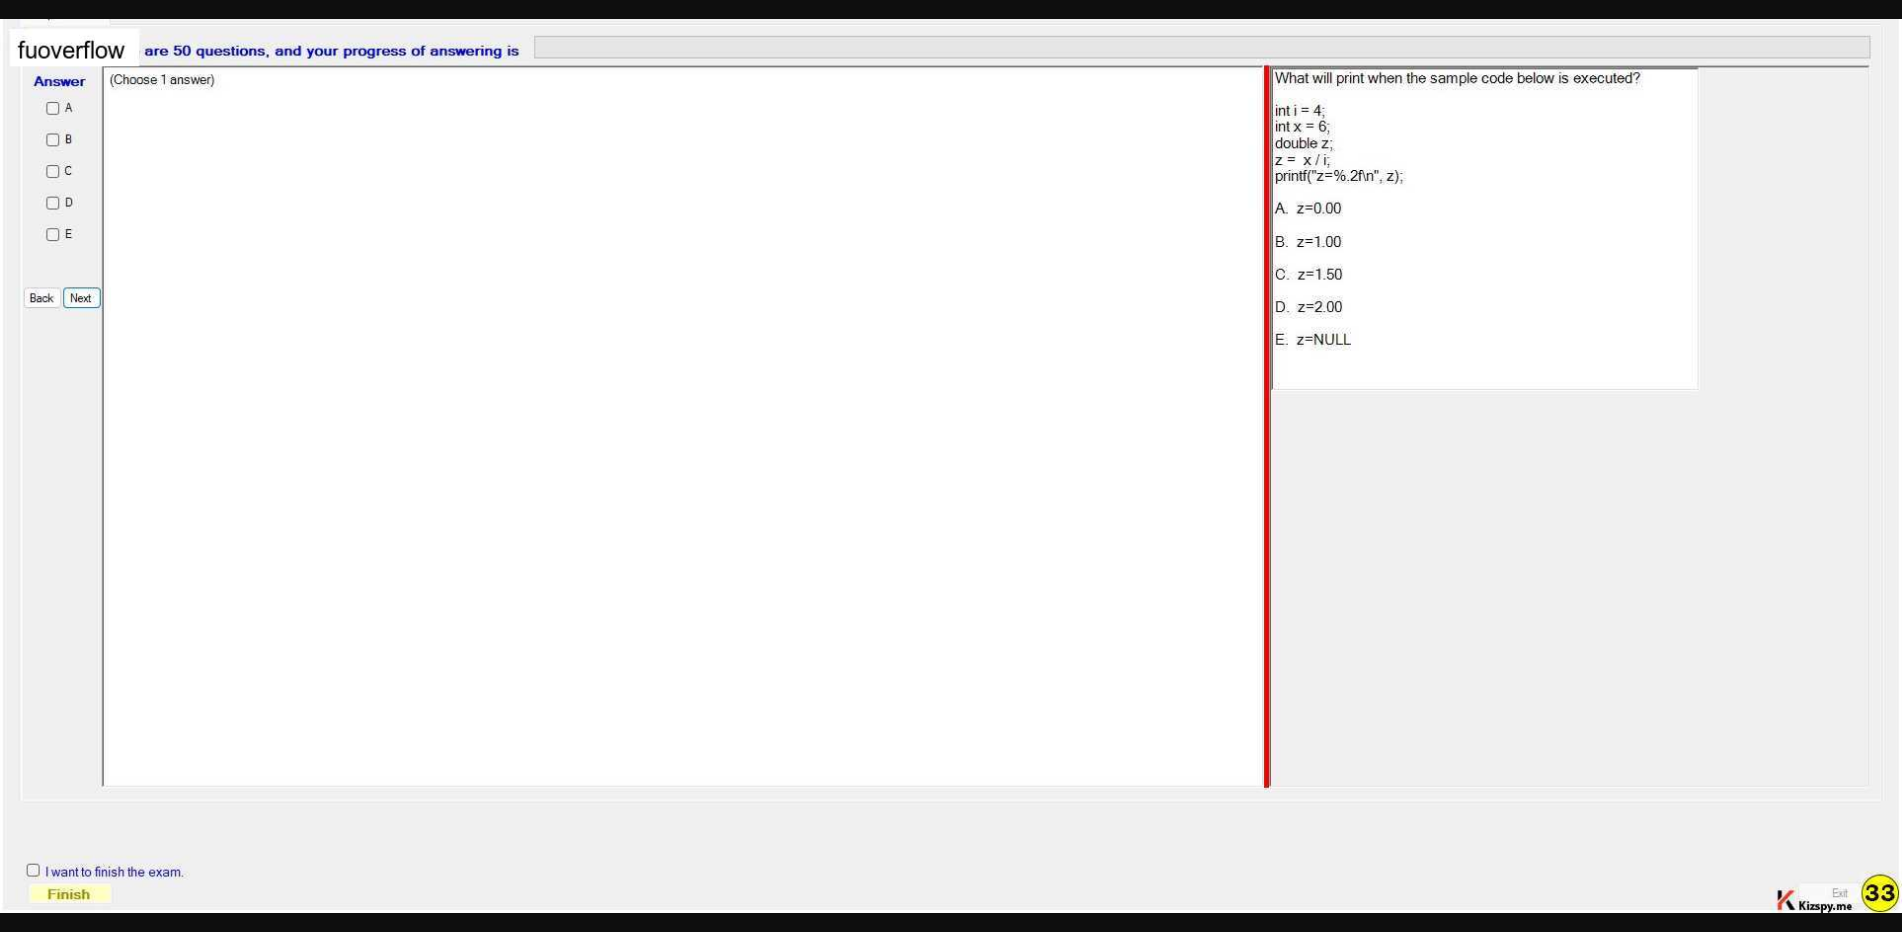 fuoverflow are 50 questions, and your progress of answering is
Answer
(Choose 1 answer)
A
B
C
D
E
Back Next
What will print when the sample code below is executed?
int i = 4;
int x = 6;
double z;
z =  x / i;
printf("z=%.2f\n", z);
A.  z=0.00
B.  z=1.00
C.  z=1.50
D.  z=2.00
E.  z=NULL
I want to finish the exam.
Finish
Exit
Kizspy.me
33